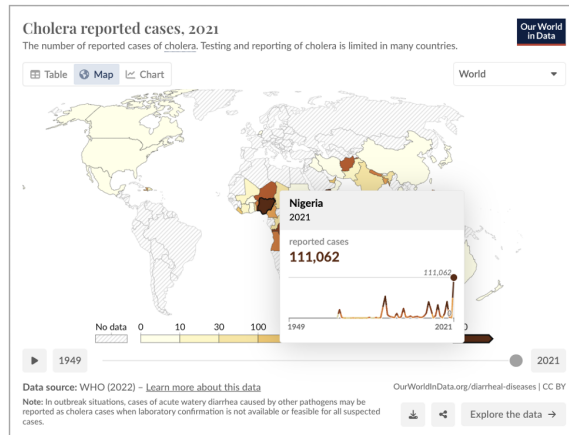 Cholera reported cases, 2021
The number of reported cases of cholera. Testing and reporting of cholera is limited in many countries.
Our World
in Data
Table Map Chart
World
Nigeria
2021
reported cases
111,062
111,062
0
1949 2021
No data 0 10 30 100
1949 2021
Data source: WHO (2022) – Learn more about this data
OurWorldInData.org/diarrheal-diseases | CC BY
Note: In outbreak situations, cases of acute watery diarrhea caused by other pathogens may be
reported as cholera cases when laboratory confirmation is not available or feasible for all suspected
cases.
Explore the data →